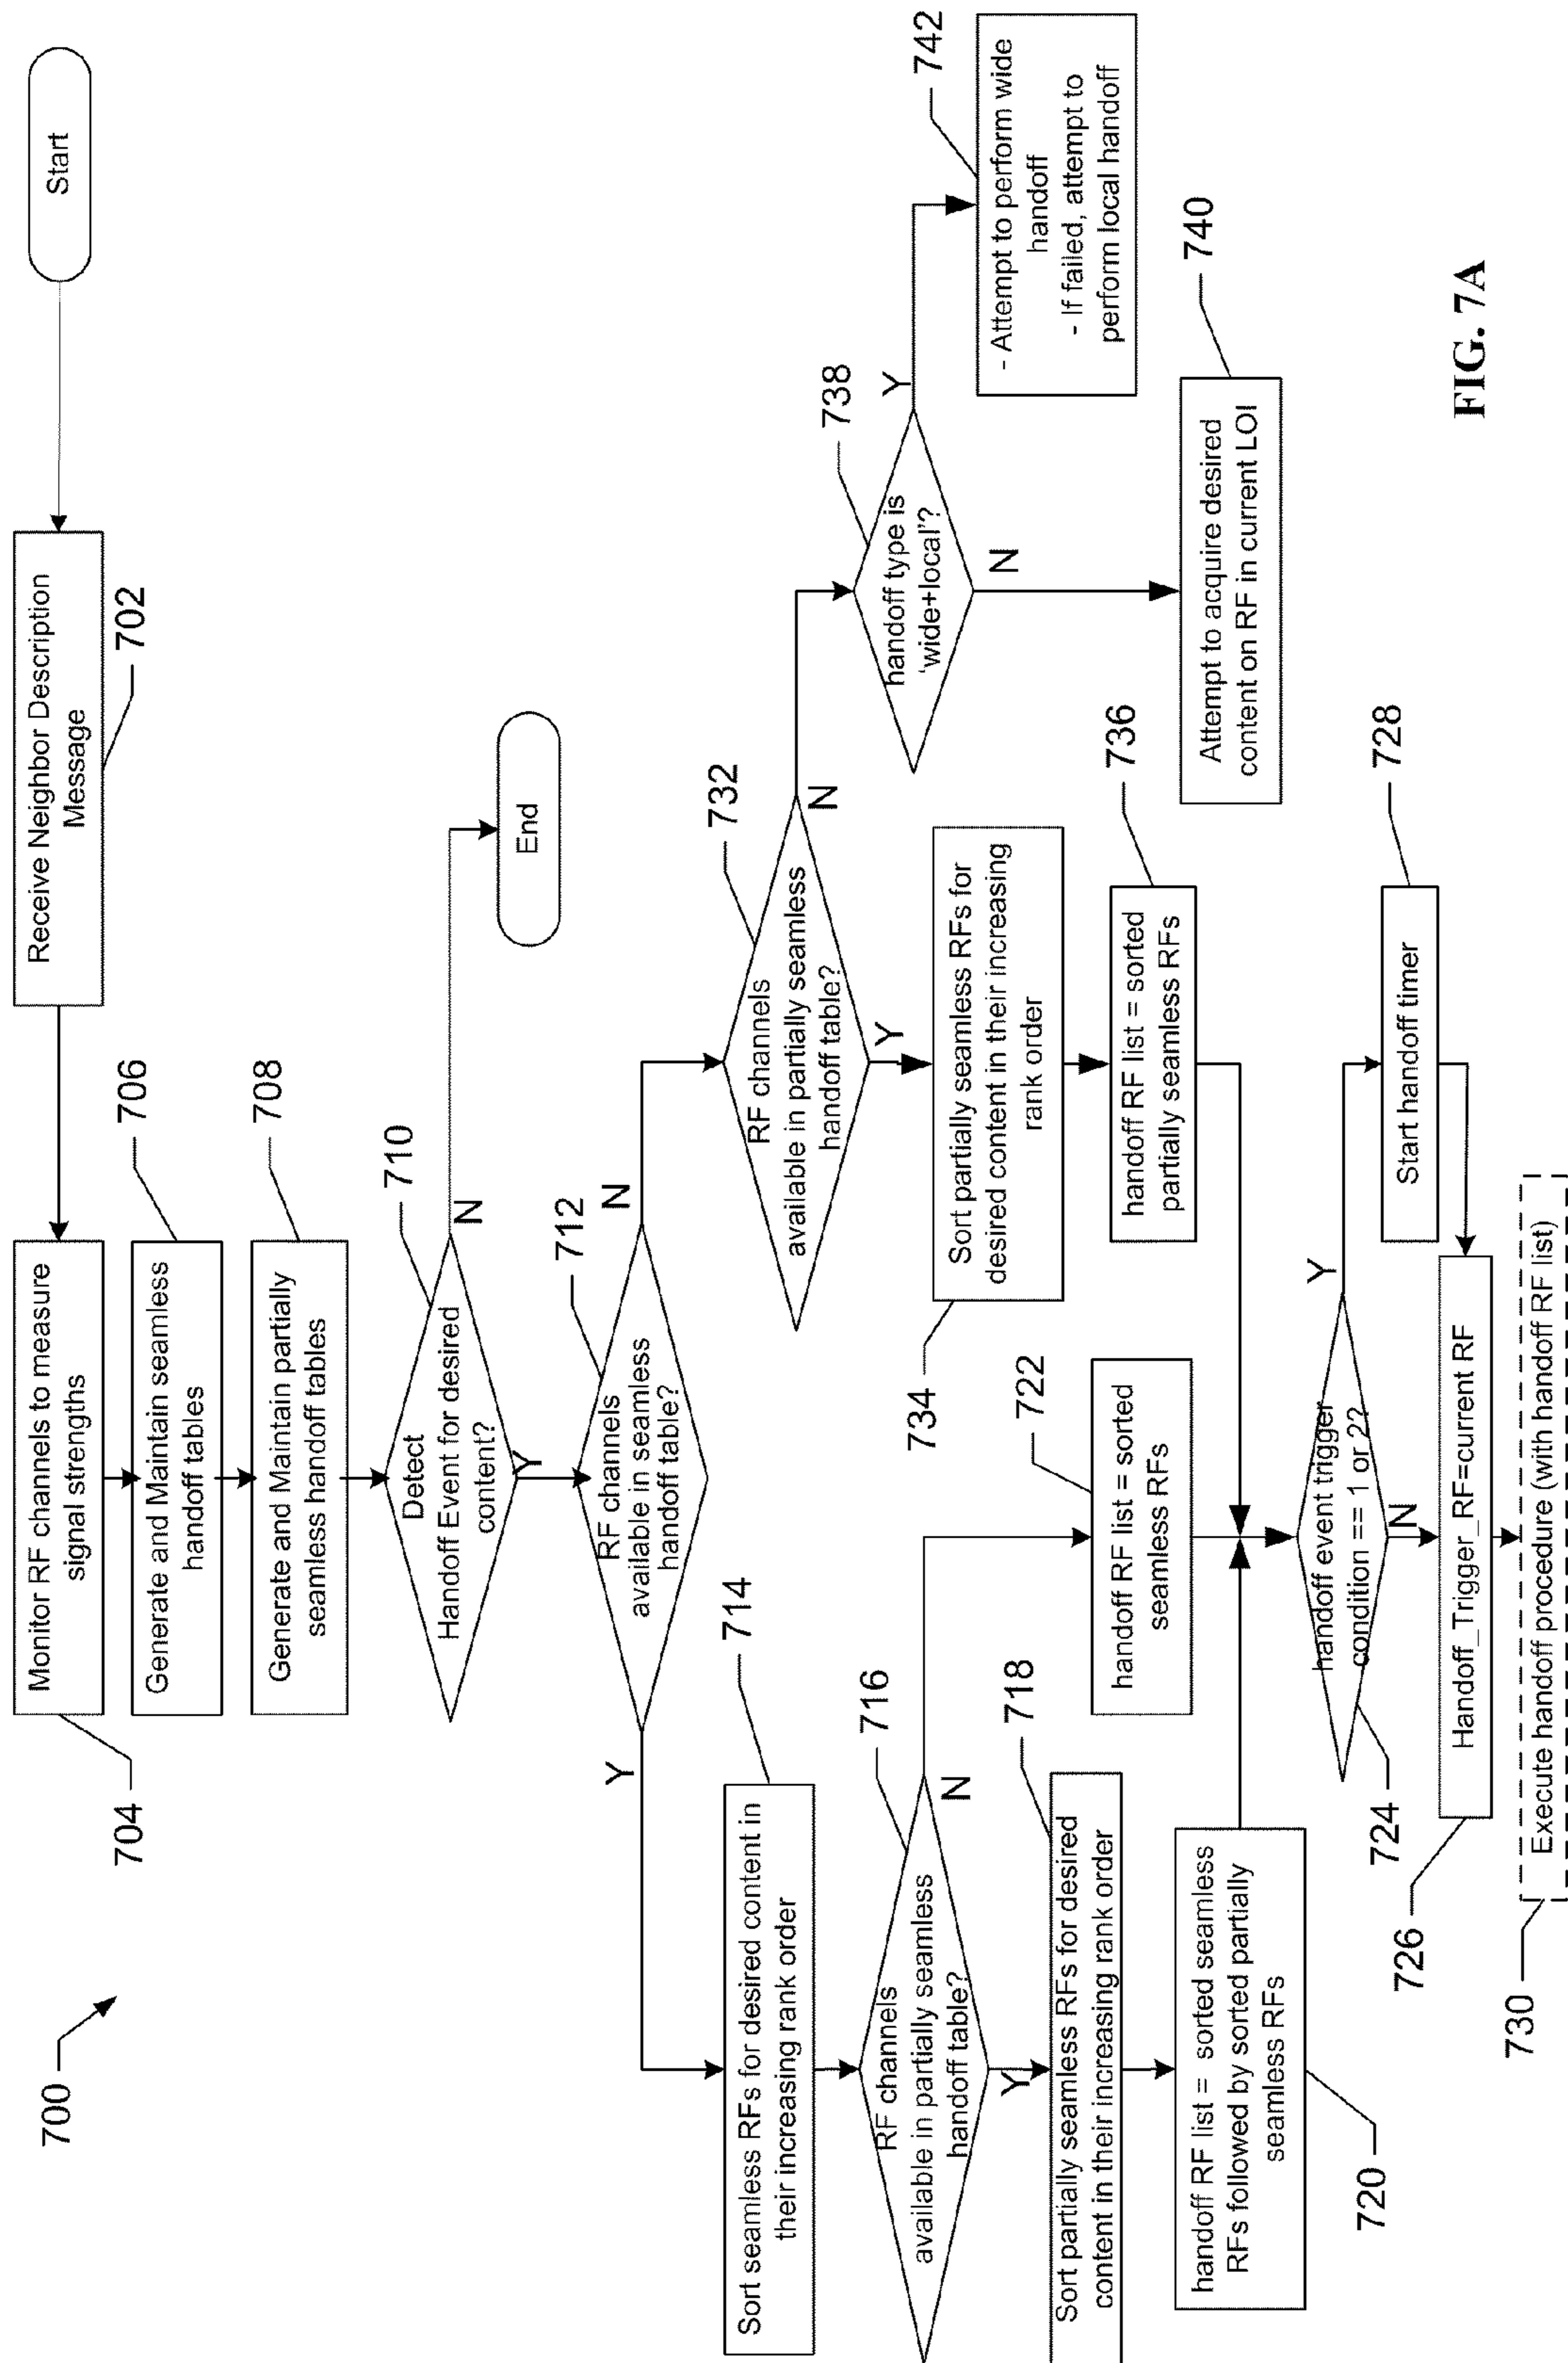 700
Start
Receive Neighbor Description
Message
702
Monitor RF channels to measure
signal strengths
704
Generate and Maintain seamless
handoff tables
706
Generate and Maintain partially
seamless handoff tables
708
Detect
Handoff Event for desired
content?
710
N
Y
End
RF channels
available in seamless
handoff table?
712
Y
N
Sort seamless RFs for desired content in
their increasing rank order
714
RF channels
available in partially seamless
handoff table?
716
Y
N
Sort partially seamless RFs for desired
content in their increasing rank order
718
handoff RF list = sorted seamless
RFs followed by sorted partially
seamless RFs
720
handoff RF list = sorted
seamless RFs
722
RF channels
available in partially seamless
handoff table?
732
Y
N
Sort partially seamless RFs for
desired content in their increasing
rank order
734
handoff RF list = sorted
partially seamless RFs
736
handoff type is
'wide+local'?
738
Y
N
Attempt to acquire desired
content on RF in current LOI
740
- Attempt to perform wide
handoff
- If failed, attempt to
perform local handoff
742
handoff event trigger
condition == 1 or 2?
724
Y
N
Start handoff timer
728
Handoff_Trigger_RF=current RF
726
Execute handoff procedure (with handoff RF list)
730
FIG. 7A